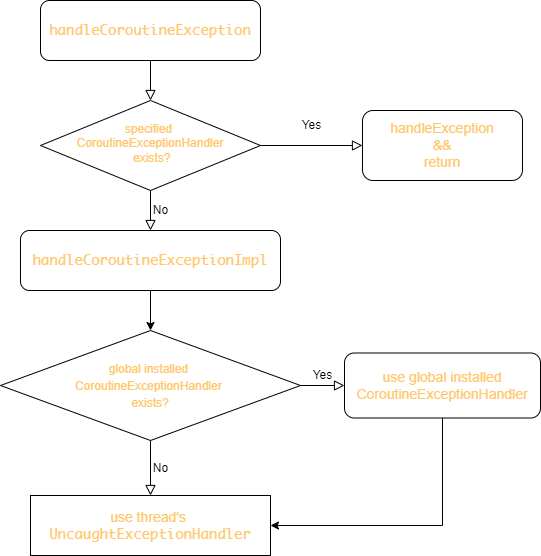 handleCoroutineException
specified
CoroutineExceptionHandler
exists?
Yes
handleException
&&
return
No
handleCoroutineExceptionImpl
global installed
CoroutineExceptionHandler
exists?
Yes
use global installed
CoroutineExceptionHandler
No
use thread's
UncaughtExceptionHandler